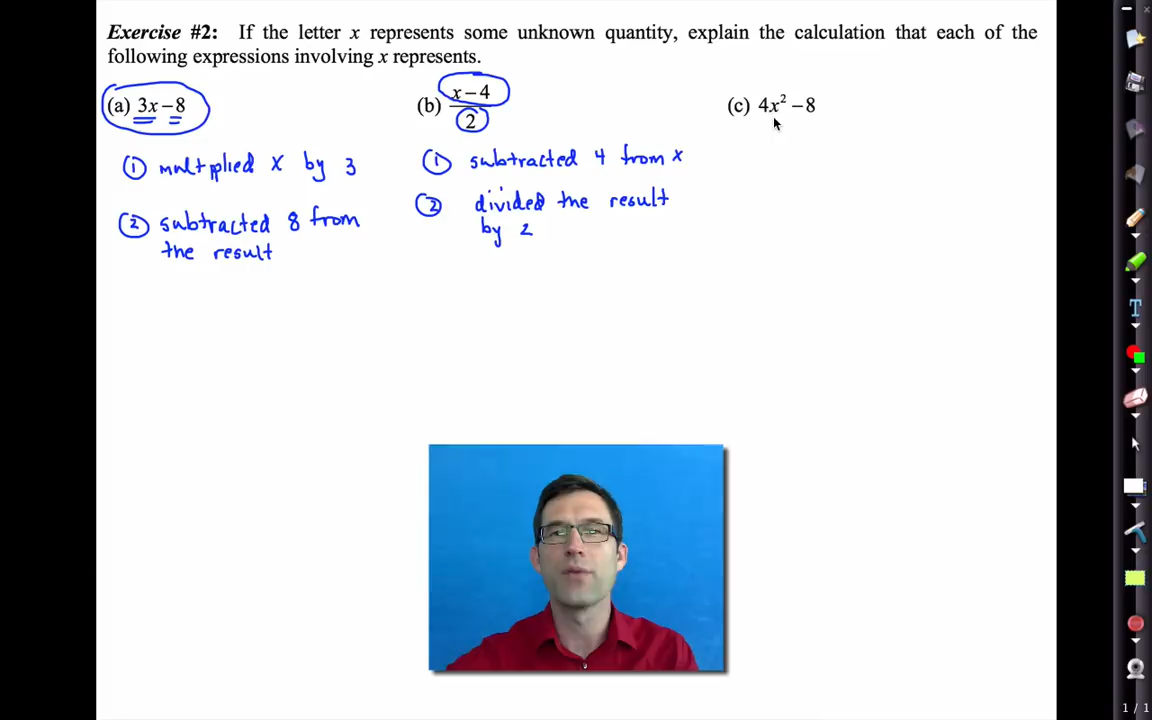 Exercise #2: If the letter x represents some unknown quantity, explain the calculation that each of the
following expressions involving x represents.
(a) 3x – 8
(b) x – 4
2
(c) 4x² – 8
① multplied x by 3
② subtracted 8 from
the result
① subtracted 4 from x
② divided the result
by 2
T
1 / 1